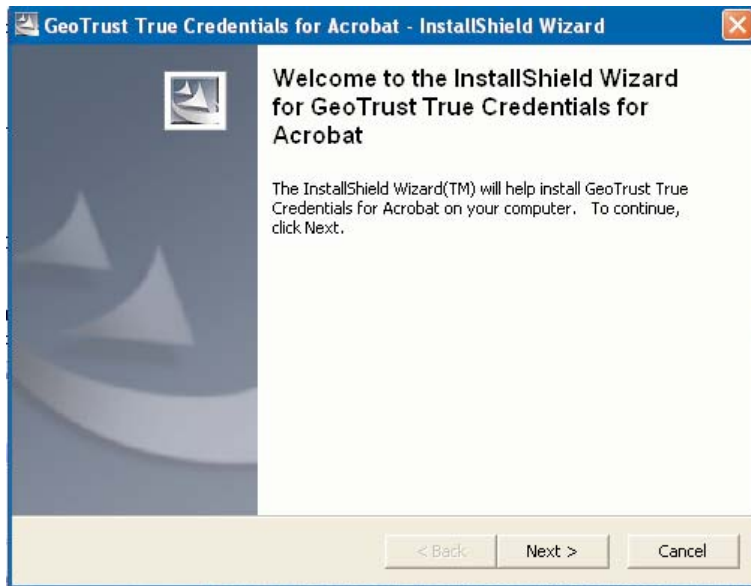 GeoTrust True Credentials for Acrobat - InstallShield Wizard
Welcome to the InstallShield Wizard
for GeoTrust True Credentials for
Acrobat
The InstallShield Wizard(TM) will help install GeoTrust True
Credentials for Acrobat on your computer.   To continue,
click Next.
< Back
Next >
Cancel